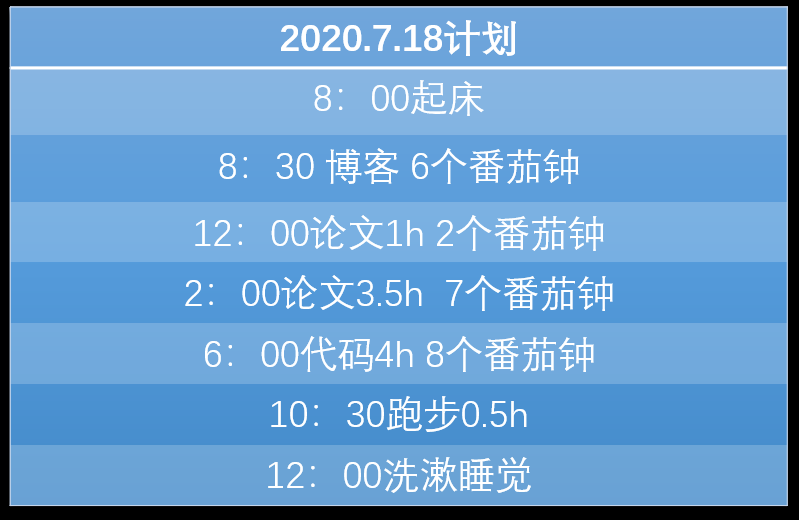 2020.7.18计划
8：00起床
8：30 博客 6个番茄钟
12：00论文1h 2个番茄钟
2：00论文3.5h  7个番茄钟
6：00代码4h 8个番茄钟
10：30跑步0.5h
12：00洗漱睡觉